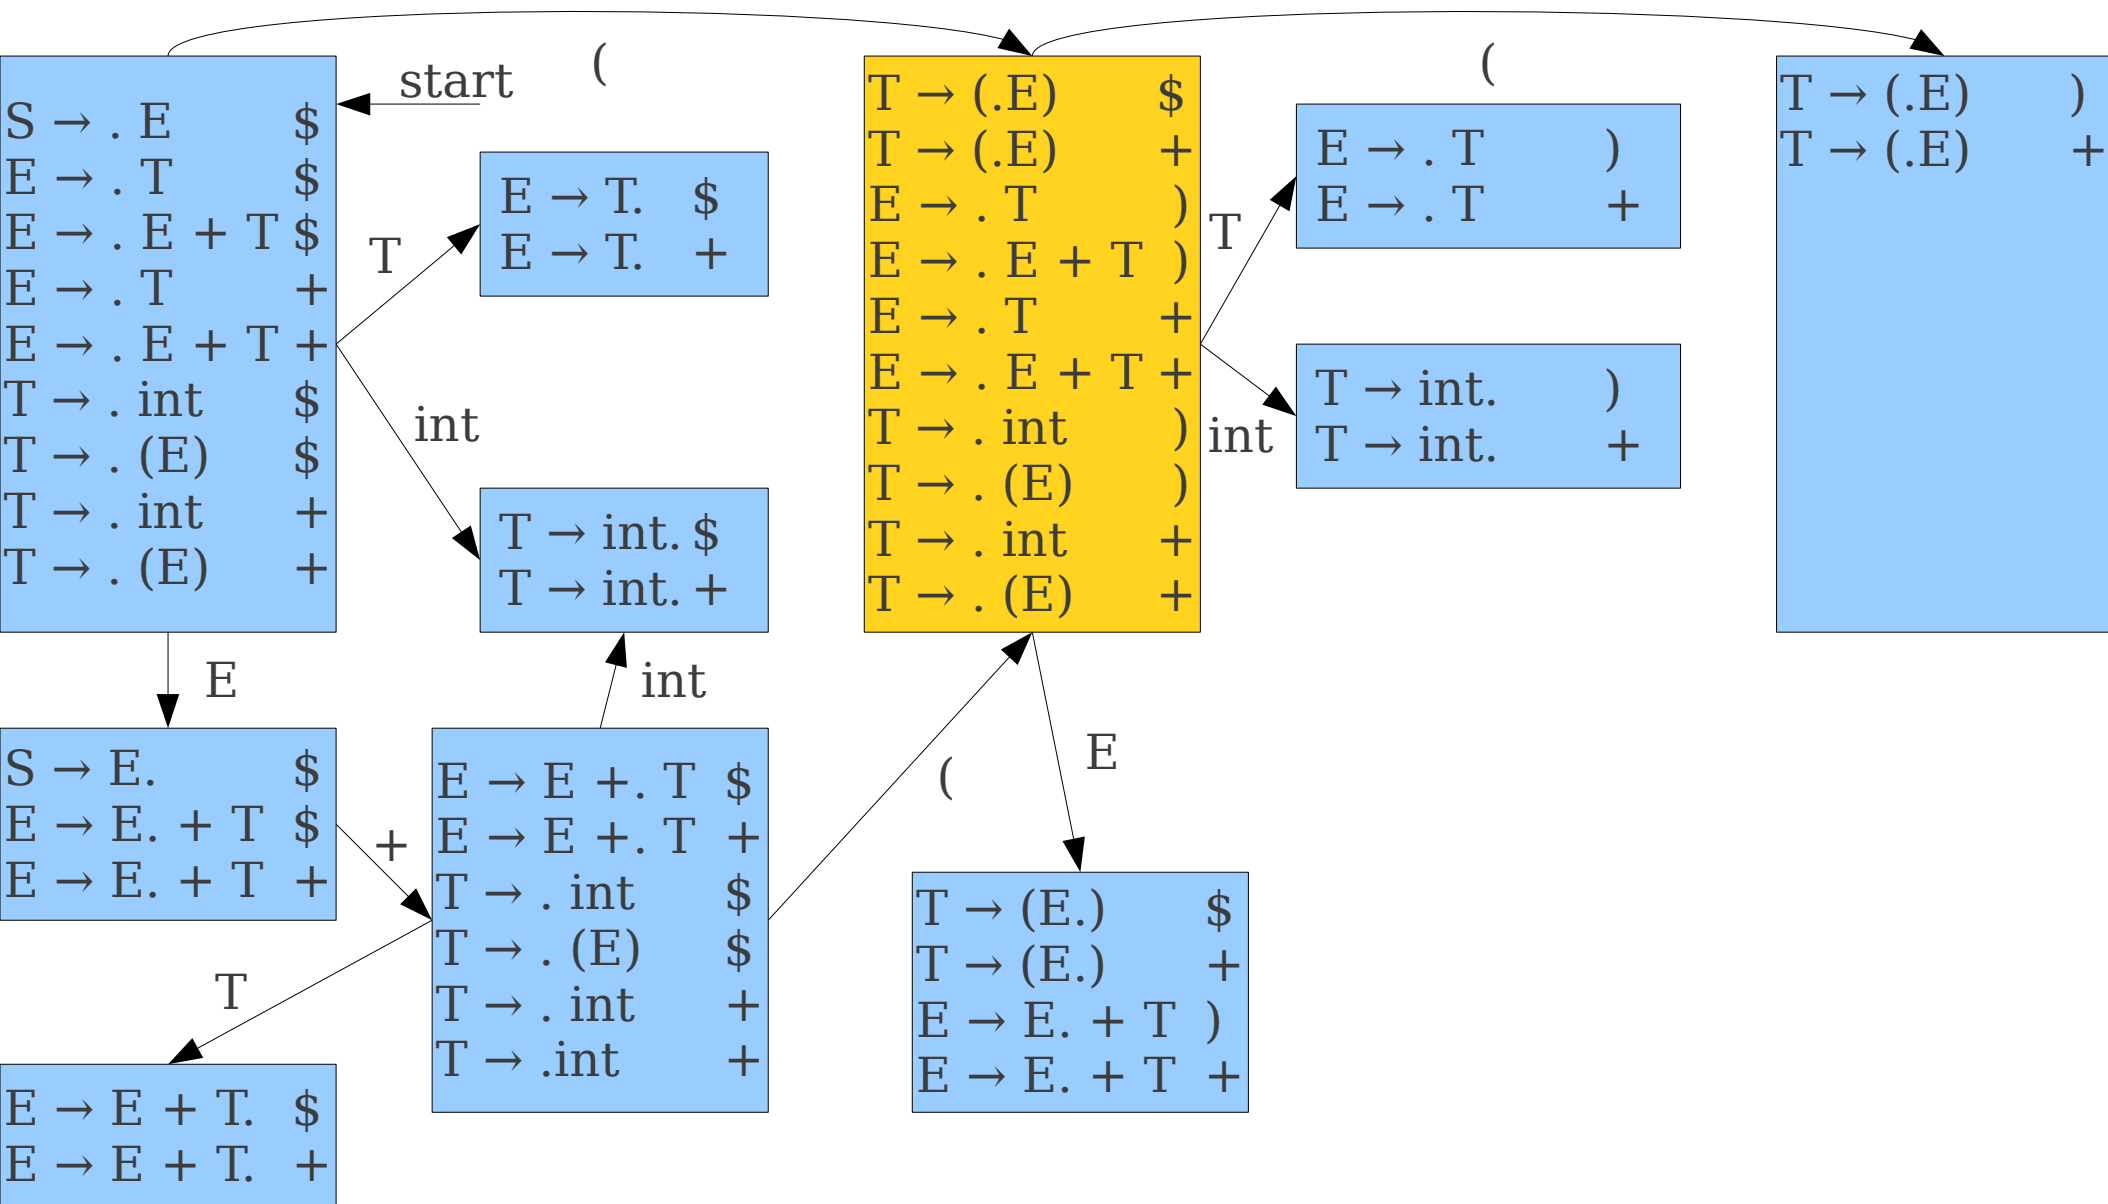 start
(
(
S → . E $
E → . T $
E → . E + T $
E → . T +
E → . E + T +
T → . int $
T → . (E) $
T → . int +
T → . (E) +
T
E → T. $
E → T. +
int
T → int. $
T → int. +
T → (.E) $
T → (.E) +
E → . T )
E → . E + T )
E → . T +
E → . E + T +
T → . int )
T → . (E) )
T → . int +
T → . (E) +
T
E → . T )
E → . T +
int
T → int. )
T → int. +
T → (.E) )
T → (.E) +
E
int
S → E. $
E → E. + T $
E → E. + T +
+
E → E +. T $
E → E +. T +
T → . int $
T → . (E) $
T → . int +
T → .int +
(
E
T → (E.) $
T → (E.) +
E → E. + T )
E → E. + T +
T
E → E + T. $
E → E + T. +